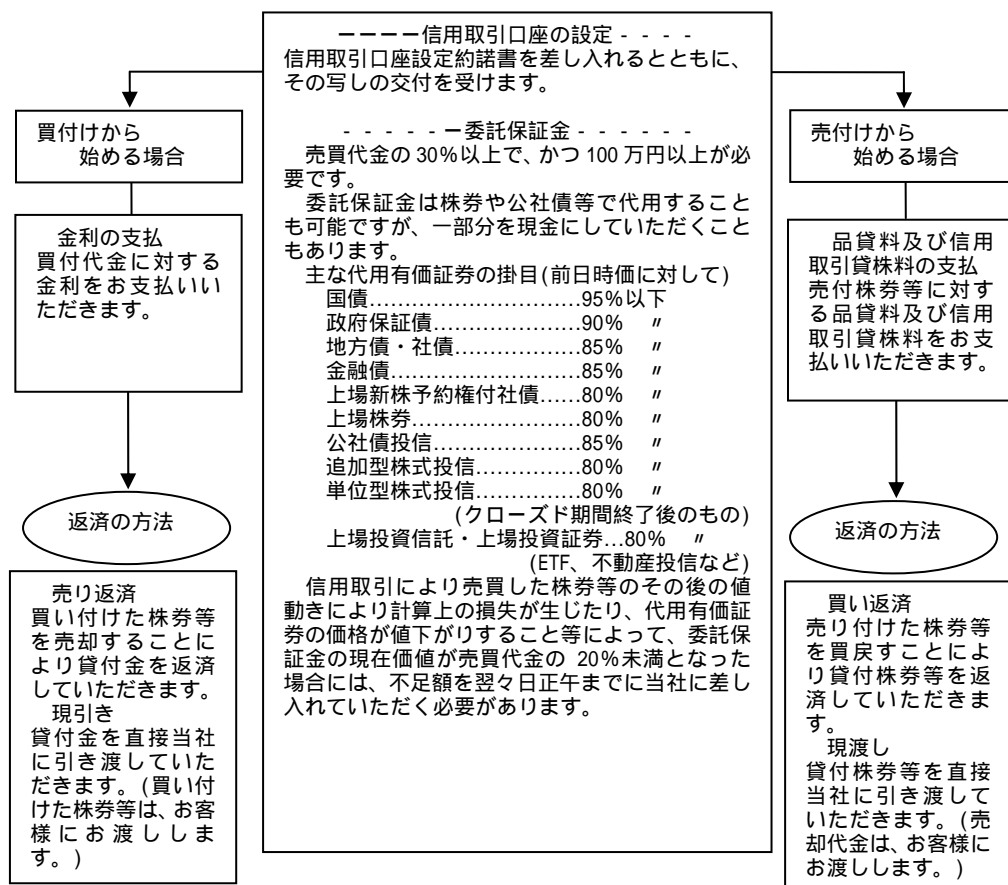 ーーーー信用取引口座の設定 - - - -
信用取引口座設定約諾書を差し入れるとともに、
その写しの交付を受けます。
- - - - - ー委託保証金 - - - - - -
売買代金の 30%以上で、かつ 100 万円以上が必
要です。
委託保証金は株券や公社債等で代用すること
も可能ですが、一部分を現金にしていただくこと
もあります。
主な代用有価証券の掛目(前日時価に対して)
国債……………………95%以下
政府保証債………………90% 〃
地方債・社債………………85% 〃
金融債……………………85% 〃
上場新株予約権付社債……80% 〃
上場株券…………………80% 〃
公社債投信………………85% 〃
追加型株式投信……………80% 〃
単位型株式投信……………80% 〃
(クローズド期間終了後のもの)
上場投資信託・上場投資証券…80% 〃
(ETF、不動産投信など)
信用取引により売買した株券等のその後の値
動きにより計算上の損失が生じたり、代用有価証
券の価格が値下がりすること等によって、委託保
証金の現在価値が売買代金の 20%未満となった
場合には、不足額を翌々日正午までに当社に差し
入れていただく必要があります。
買付けから
始める場合
金利の支払
買付代金に対する
金利をお支払いい
ただきます。
返済の方法
売り返済
買い付けた株券等
を売却することに
より貸付金を返済
していただきます。
現引き
貸付金を直接当社
に引き渡していた
だきます。(買い付
けた株券等は、お客
様にお渡ししま
す。)
売付けから
始める場合
品貸料及び信用
取引貸株料の支払
売付株券等に対す
る品貸料及び信用
取引貸株料をお支
払いいただきます。
返済の方法
買い返済
売り付けた株券等
を買戻すことによ
り貸付株券等を返
済していただきま
す。
現渡し
貸付株券等を直接
当社に引き渡して
いただきます。(売
却代金は、お客様に
お渡しします。)